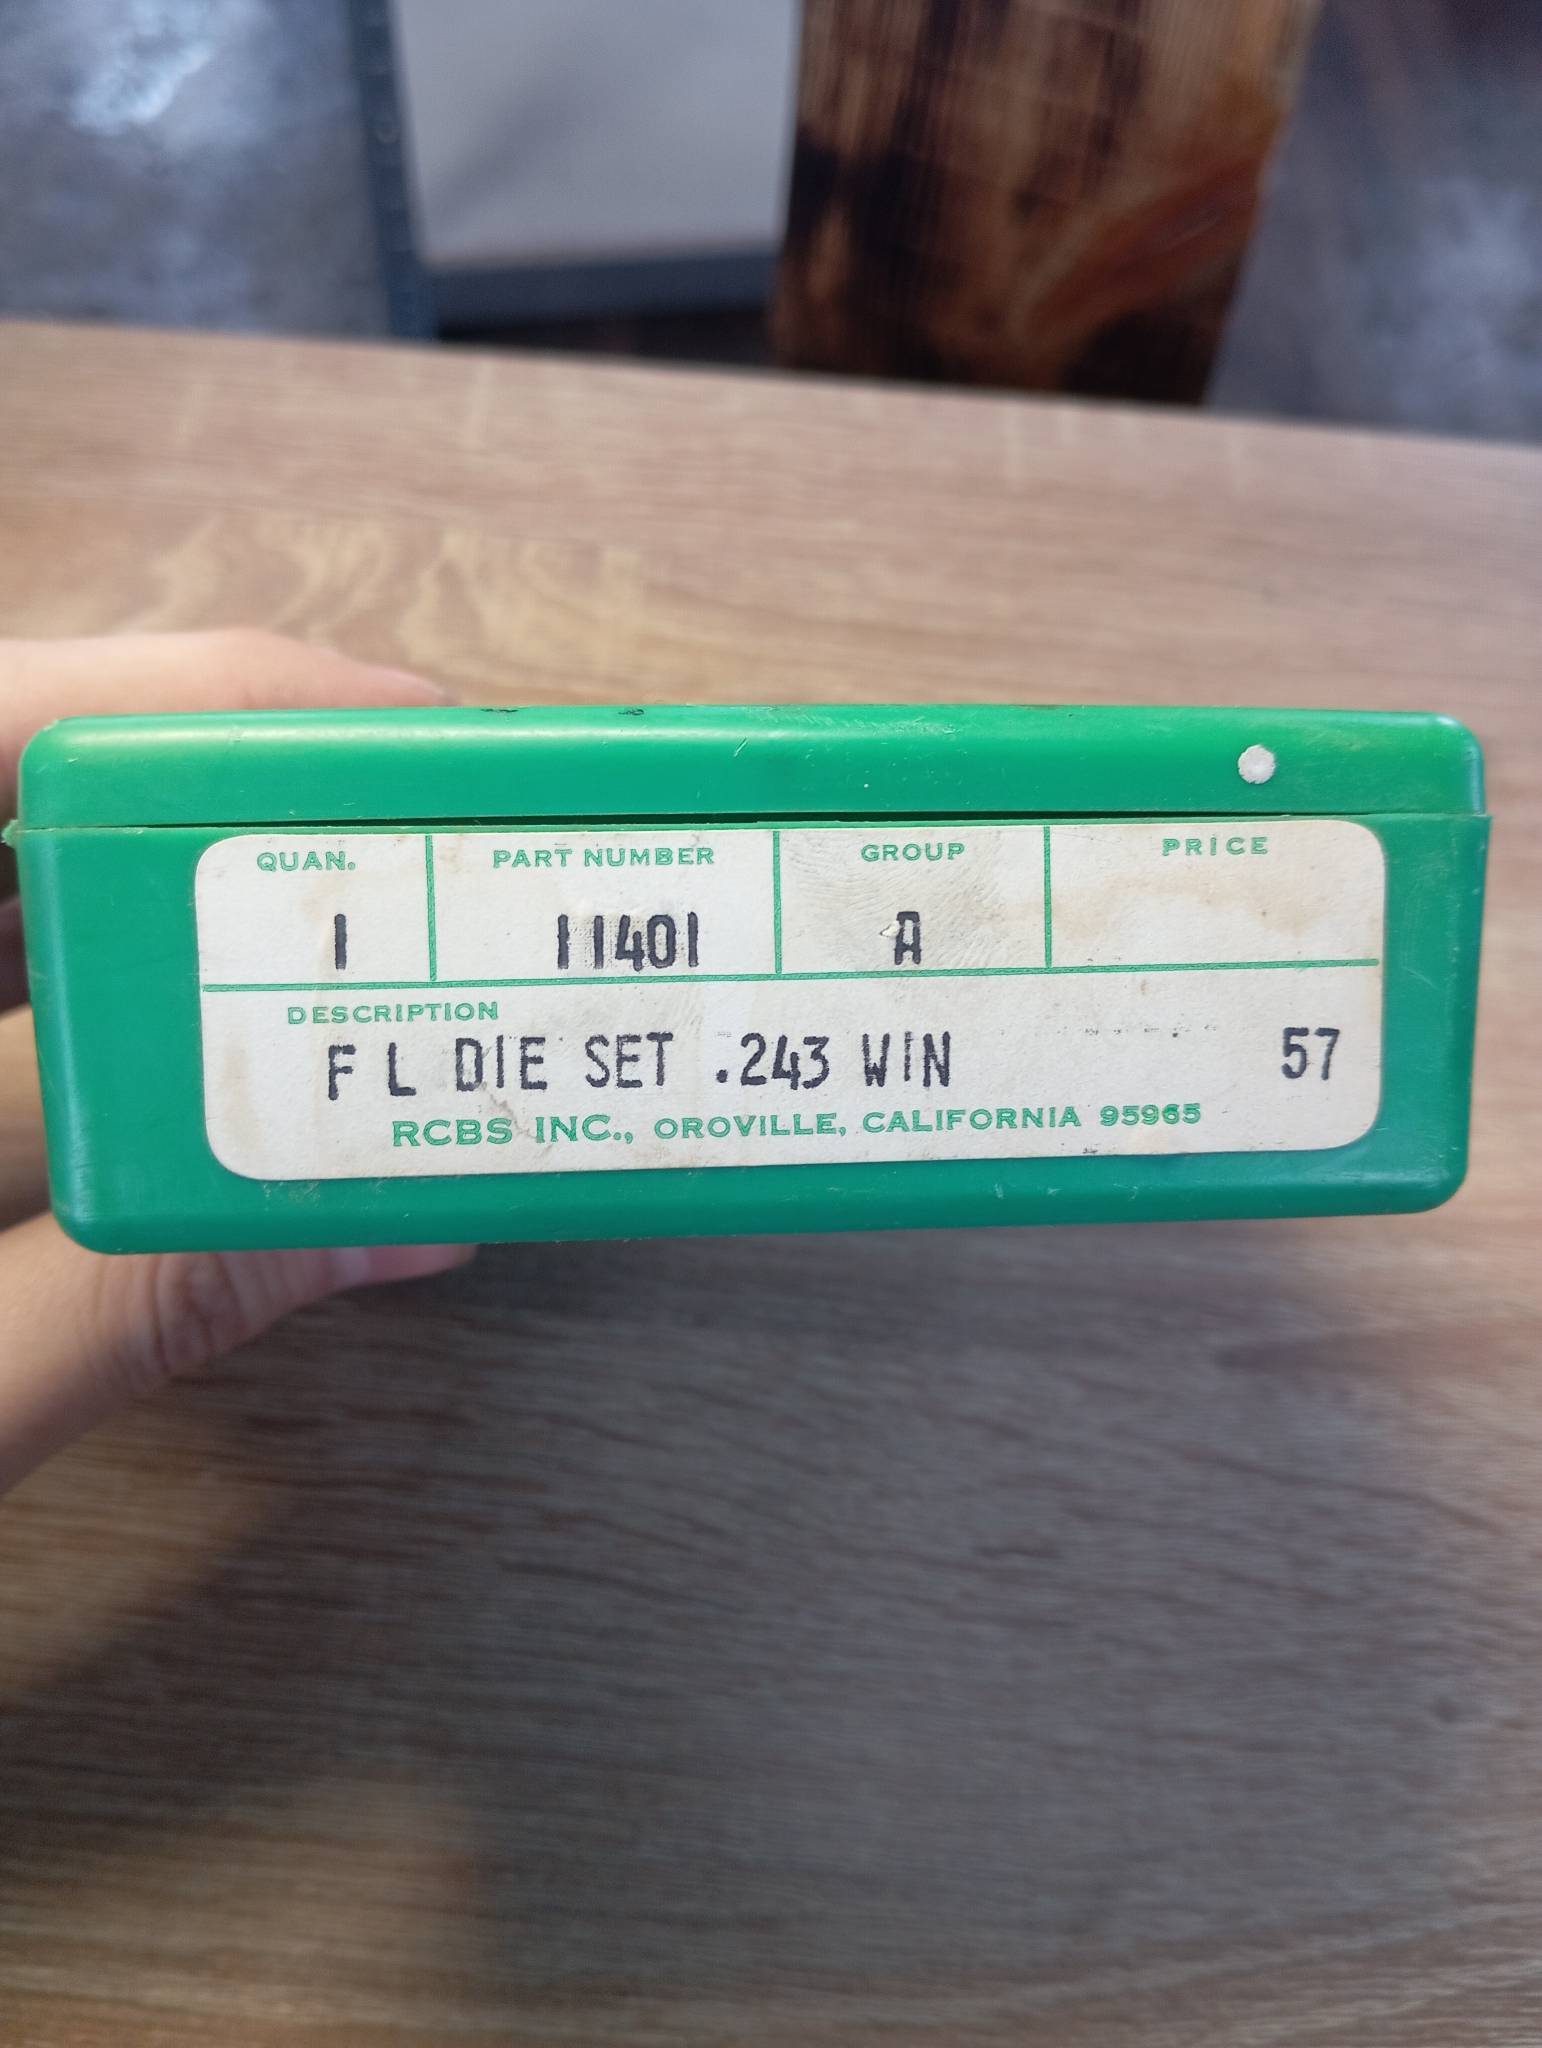 QUAN. PART NUMBER GROUP PRICE
1 11401 A
DESCRIPTION
F L DIE SET .243 WIN 57
RCBS INC., OROVILLE, CALIFORNIA 95965